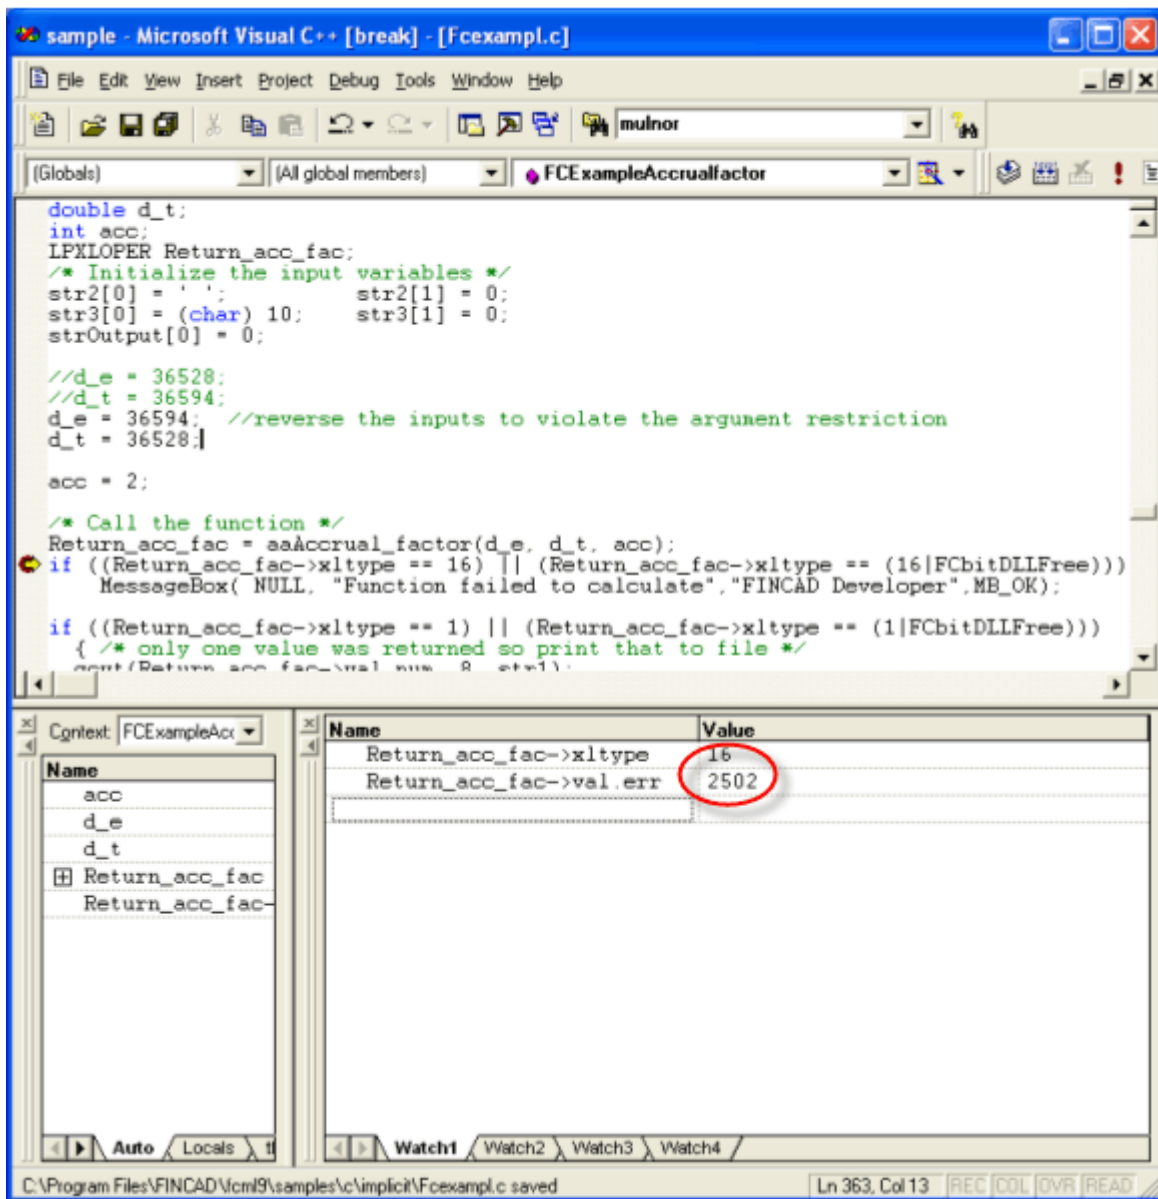 sample - Microsoft Visual C++ [break] - [Fcexampl.c]
File Edit View Insert Project Debug Tools Window Help
mulnor
(Globals) (All global members) FCExampleAccrualfactor
double d_t;
int acc;
LPXLOPER Return_acc_fac;
/* Initialize the input variables */
str2[0] = ' '; str2[1] = 0;
str3[0] = (char) 10; str3[1] = 0;
strOutput[0] = 0;
//d_e = 36528;
//d_t = 36594;
d_e = 36594; //reverse the inputs to violate the argument restriction
d_t = 36528;
acc = 2;
/* Call the function */
Return_acc_fac = aaAccrual_factor(d_e, d_t, acc);
if ((Return_acc_fac->xltype == 16) || (Return_acc_fac->xltype == (16|FCbitDLLFree)))
MessageBox( NULL, "Function failed to calculate","FINCAD Developer",MB_OK);
if ((Return_acc_fac->xltype == 1) || (Return_acc_fac->xltype == (1|FCbitDLLFree)))
{ /* only one value was returned so print that to file */
gcvt(Return_acc_fac->val.num, 8, str1);
Context: FCExampleAcc
Name
acc
d_e
d_t
Return_acc_fac
Return_acc_fac-
Name Value
Return_acc_fac->xltype 16
Return_acc_fac->val.err 2502
Auto Locals
Watch1 Watch2 Watch3 Watch4
C:\Program Files\FINCAD\fcml9\samples\c\implicit\Fcexampl.c saved
Ln 363, Col 13 REC COL OVR READ